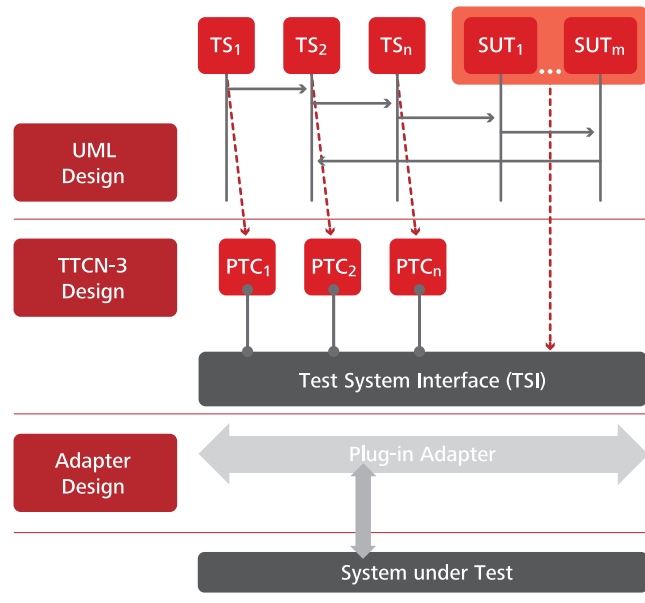 TS1
TS2
TSn
SUT1
...
SUTm
UML
Design
TTCN-3
Design
PTC1
PTC2
PTCn
Test System Interface (TSI)
Adapter
Design
Plug-in Adapter
System under Test